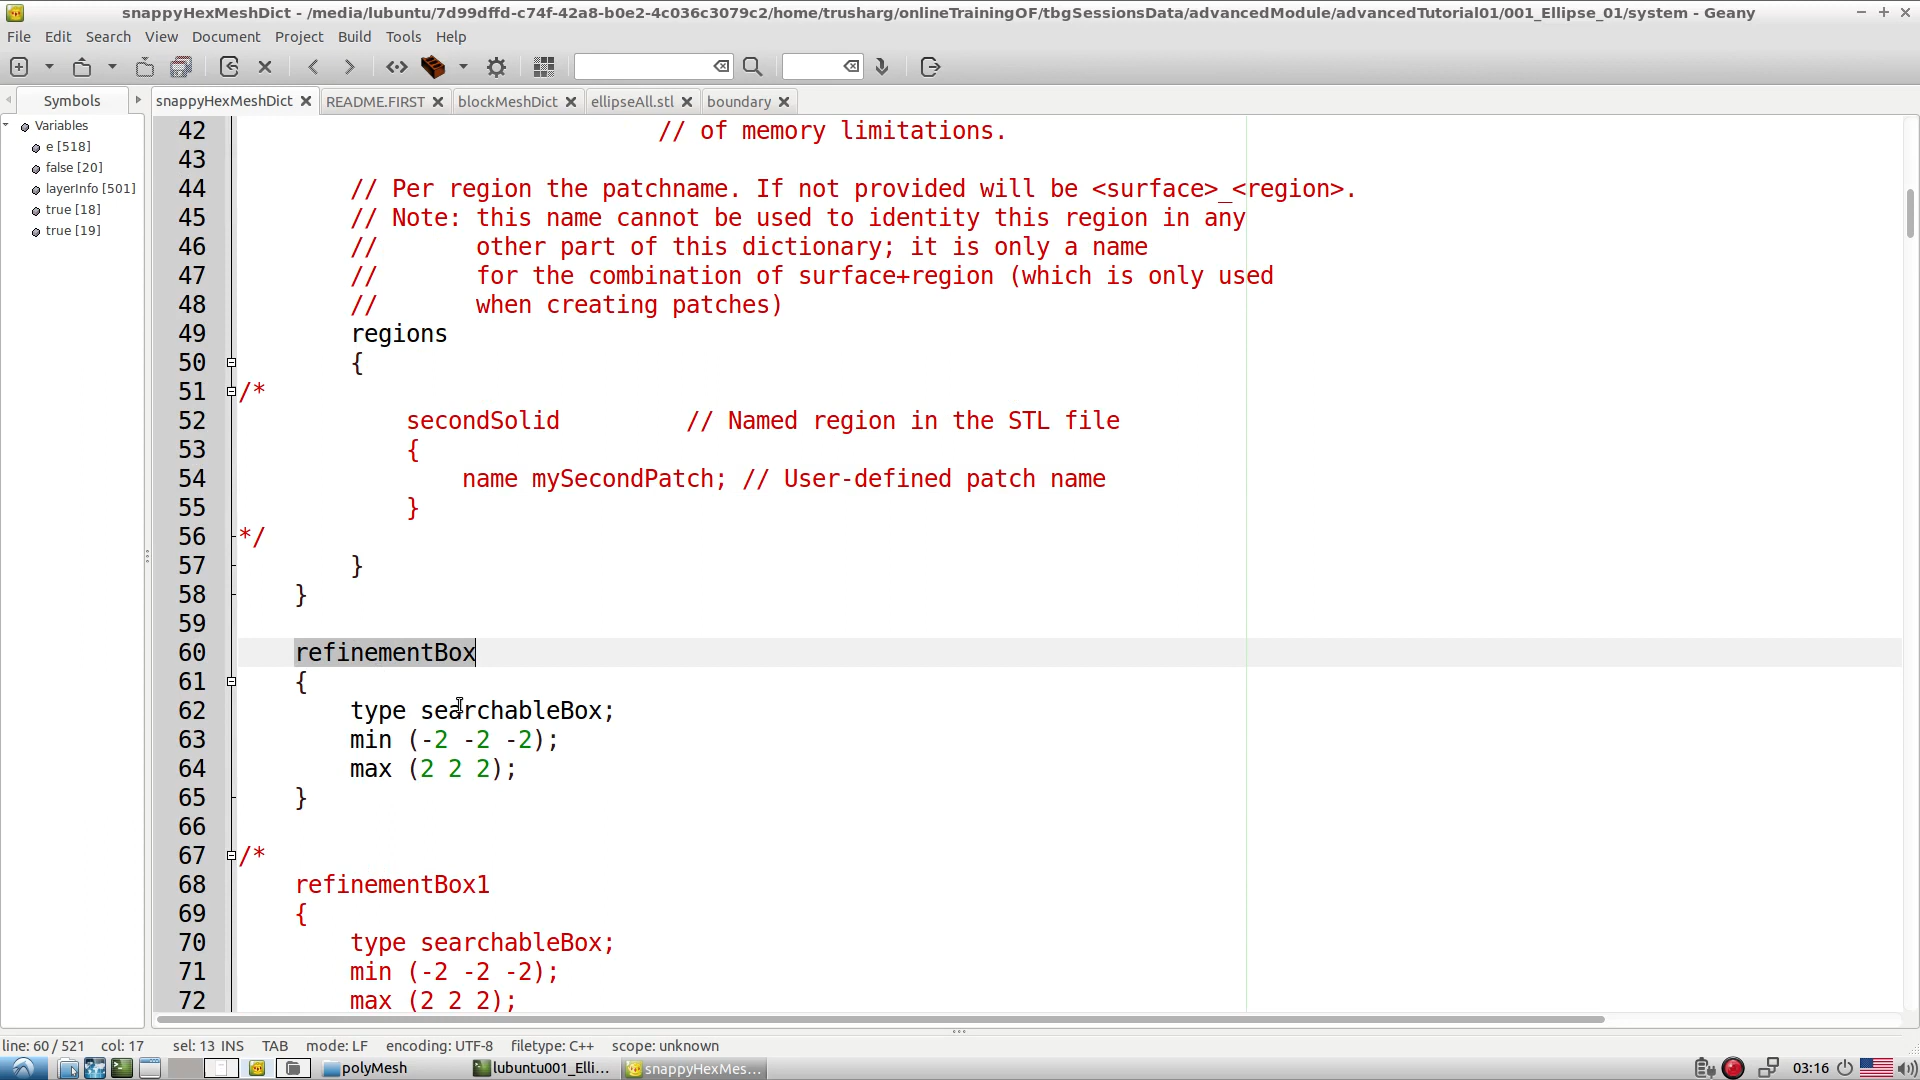 snappyHexMeshDict - /media/lubuntu/7d99dffd-c74f-42a8-b0e2-4c036c3079c2/home/trusharg/onlineTrainingOF/tbgSessionsData/advancedModule/advancedTutorial01/001_Ellipse_01/system - Geany
File Edit Search View Document Project Build Tools Help
Symbols snappyHexMeshDict README.FIRST blockMeshDict ellipseAll.stl boundary
Variables
e [518]
false [20]
layerInfo [501]
true [18]
true [19]
42 // of memory limitations.
43
44 // Per region the patchname. If not provided will be <surface>_<region>.
45 // Note: this name cannot be used to identity this region in any
46 // other part of this dictionary; it is only a name
47 // for the combination of surface+region (which is only used
48 // when creating patches)
49 regions
50 {
51 /*
52 secondSolid // Named region in the STL file
53 {
54 name mySecondPatch; // User-defined patch name
55 }
56 */
57 }
58 }
59
60 refinementBox
61 {
62 type searchableBox;
63 min (-2 -2 -2);
64 max (2 2 2);
65 }
66
67 /*
68 refinementBox1
69 {
70 type searchableBox;
71 min (-2 -2 -2);
72 max (2 2 2);
line: 60 / 521 col: 17 sel: 13 INS TAB mode: LF encoding: UTF-8 filetype: C++ scope: unknown
polyMesh lubuntu001_Elli... snappyHexMes... 03:16